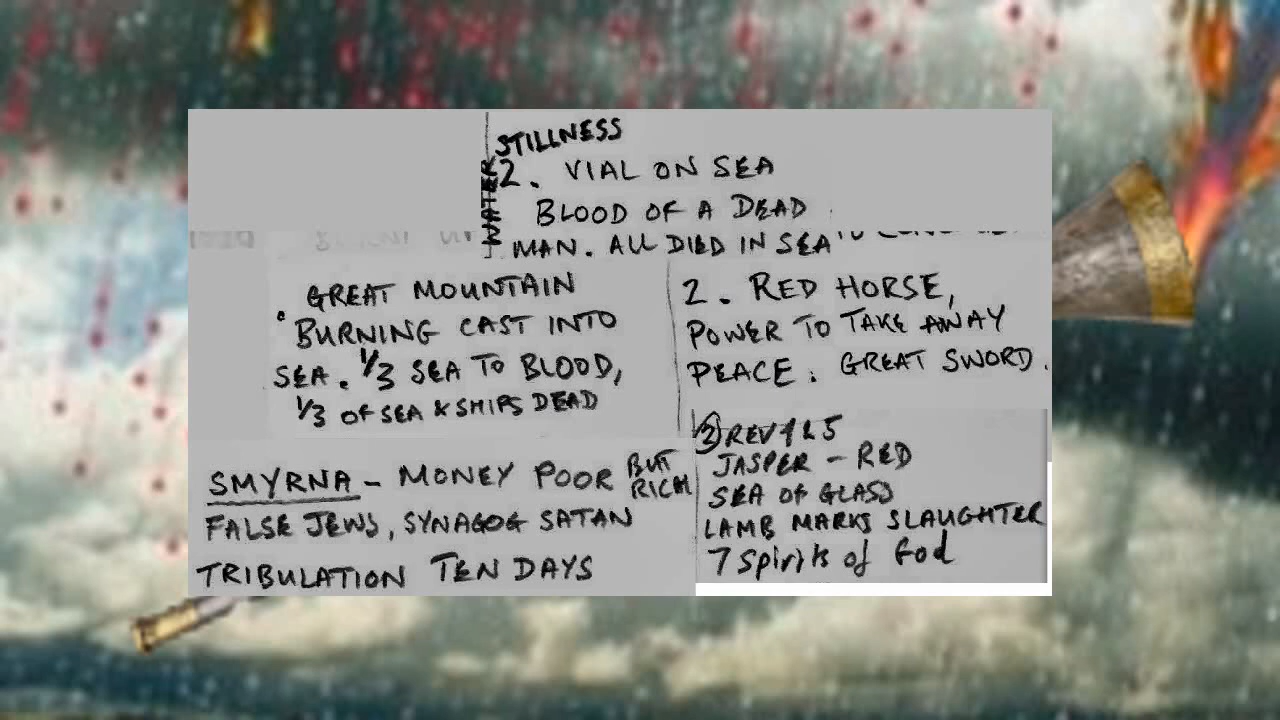 STILLNESS
WATER
2. VIAL ON SEA
BLOOD OF A DEAD
MAN. ALL DIED IN SEA
GREAT MOUNTAIN
BURNING CAST INTO
SEA. 1/3 SEA TO BLOOD,
1/3 OF SEA & SHIPS DEAD
2. RED HORSE,
POWER TO TAKE AWAY
PEACE. GREAT SWORD.
SMYRNA - MONEY POOR BUT RICH
FALSE JEWS, SYNAGOG SATAN
TRIBULATION TEN DAYS
② REV 4 & 5
JASPER - RED
SEA OF GLASS
LAMB MARKS SLAUGHTER
7 Spirits of God